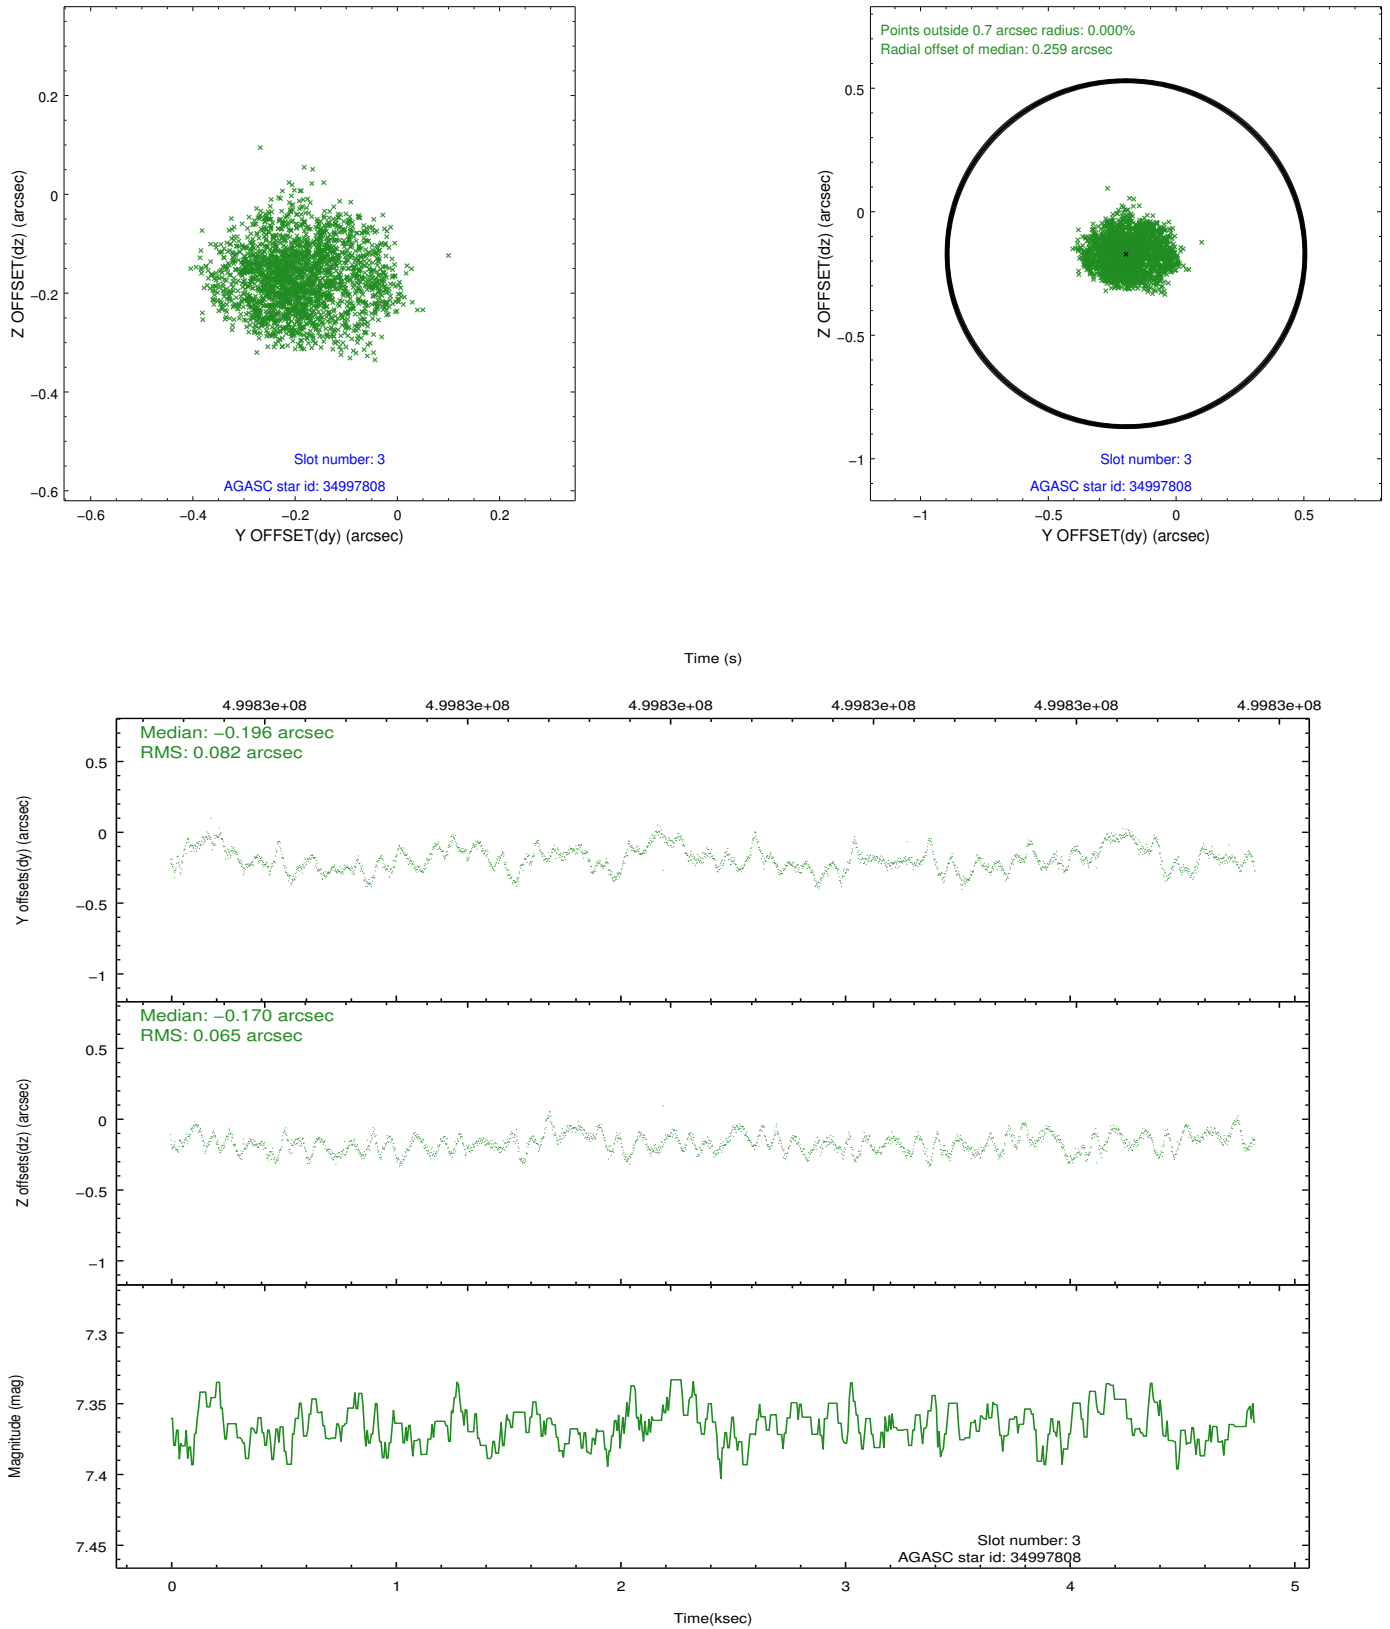 0.2
0
−0.2
−0.4
−0.6
−0.6
−0.4
−0.2
0
0.2
Z OFFSET(dz) (arcsec)
Y OFFSET(dy) (arcsec)
Slot number: 3
AGASC star id: 34997808
Points outside 0.7 arcsec radius: 0.000%
Radial offset of median: 0.259 arcsec
0.5
0
−0.5
−1
−1
−0.5
0
0.5
Z OFFSET(dz) (arcsec)
Y OFFSET(dy) (arcsec)
Slot number: 3
AGASC star id: 34997808
Time (s)
4.9983e+08
4.9983e+08
4.9983e+08
4.9983e+08
4.9983e+08
4.9983e+08
Median: −0.196 arcsec
RMS: 0.082 arcsec
0.5
0
−0.5
−1
Y offsets(dy) (arcsec)
Median: −0.170 arcsec
RMS: 0.065 arcsec
0.5
0
−0.5
−1
Z offsets(dz) (arcsec)
7.3
7.35
7.4
7.45
Magnitude (mag)
Slot number: 3
AGASC star id: 34997808
0
1
2
3
4
5
Time(ksec)